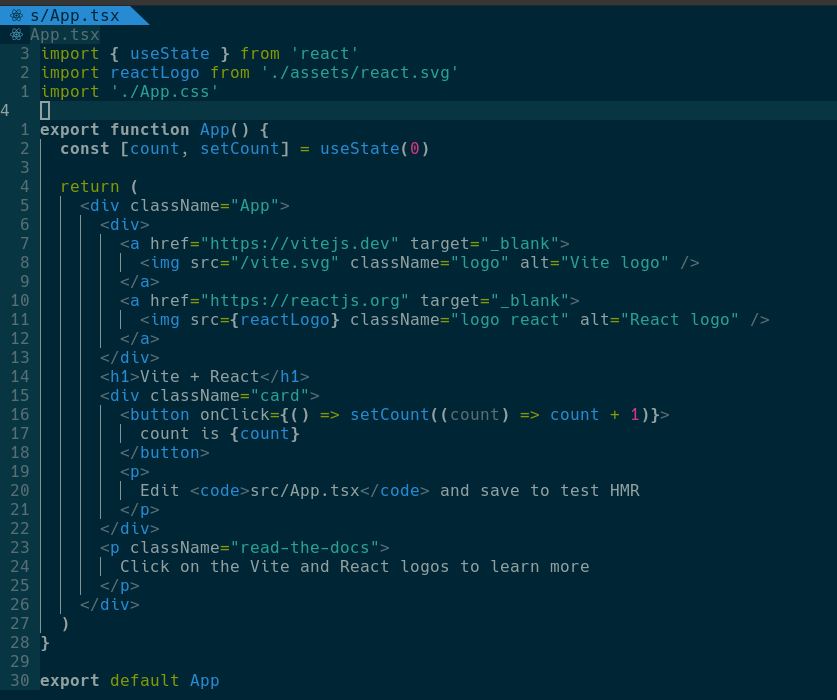 s/App.tsx
App.tsx
3 import { useState } from 'react'
2 import reactLogo from './assets/react.svg'
1 import './App.css'
4
1 export function App() {
2   const [count, setCount] = useState(0)
3
4   return (
5     <div className="App">
6       <div>
7         <a href="https://vitejs.dev" target="_blank">
8           <img src="/vite.svg" className="logo" alt="Vite logo" />
9         </a>
10         <a href="https://reactjs.org" target="_blank">
11           <img src={reactLogo} className="logo react" alt="React logo" />
12         </a>
13       </div>
14       <h1>Vite + React</h1>
15       <div className="card">
16         <button onClick={() => setCount((count) => count + 1)}>
17           count is {count}
18         </button>
19         <p>
20           Edit <code>src/App.tsx</code> and save to test HMR
21         </p>
22       </div>
23       <p className="read-the-docs">
24         Click on the Vite and React logos to learn more
25       </p>
26     </div>
27   )
28 }
29
30 export default App